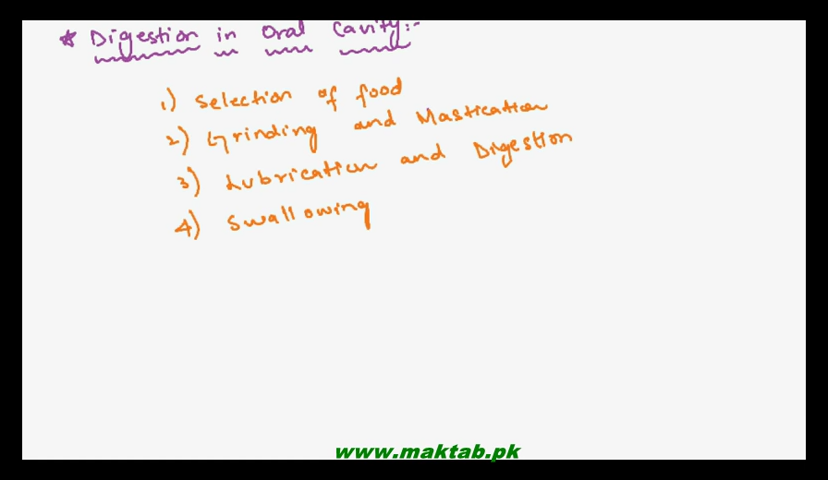 * Digestion in Oral Cavity:-
1) Selection of food
2) Grinding and Mastication
3) Lubrication and Digestion
4) Swallowing
www.maktab.pk